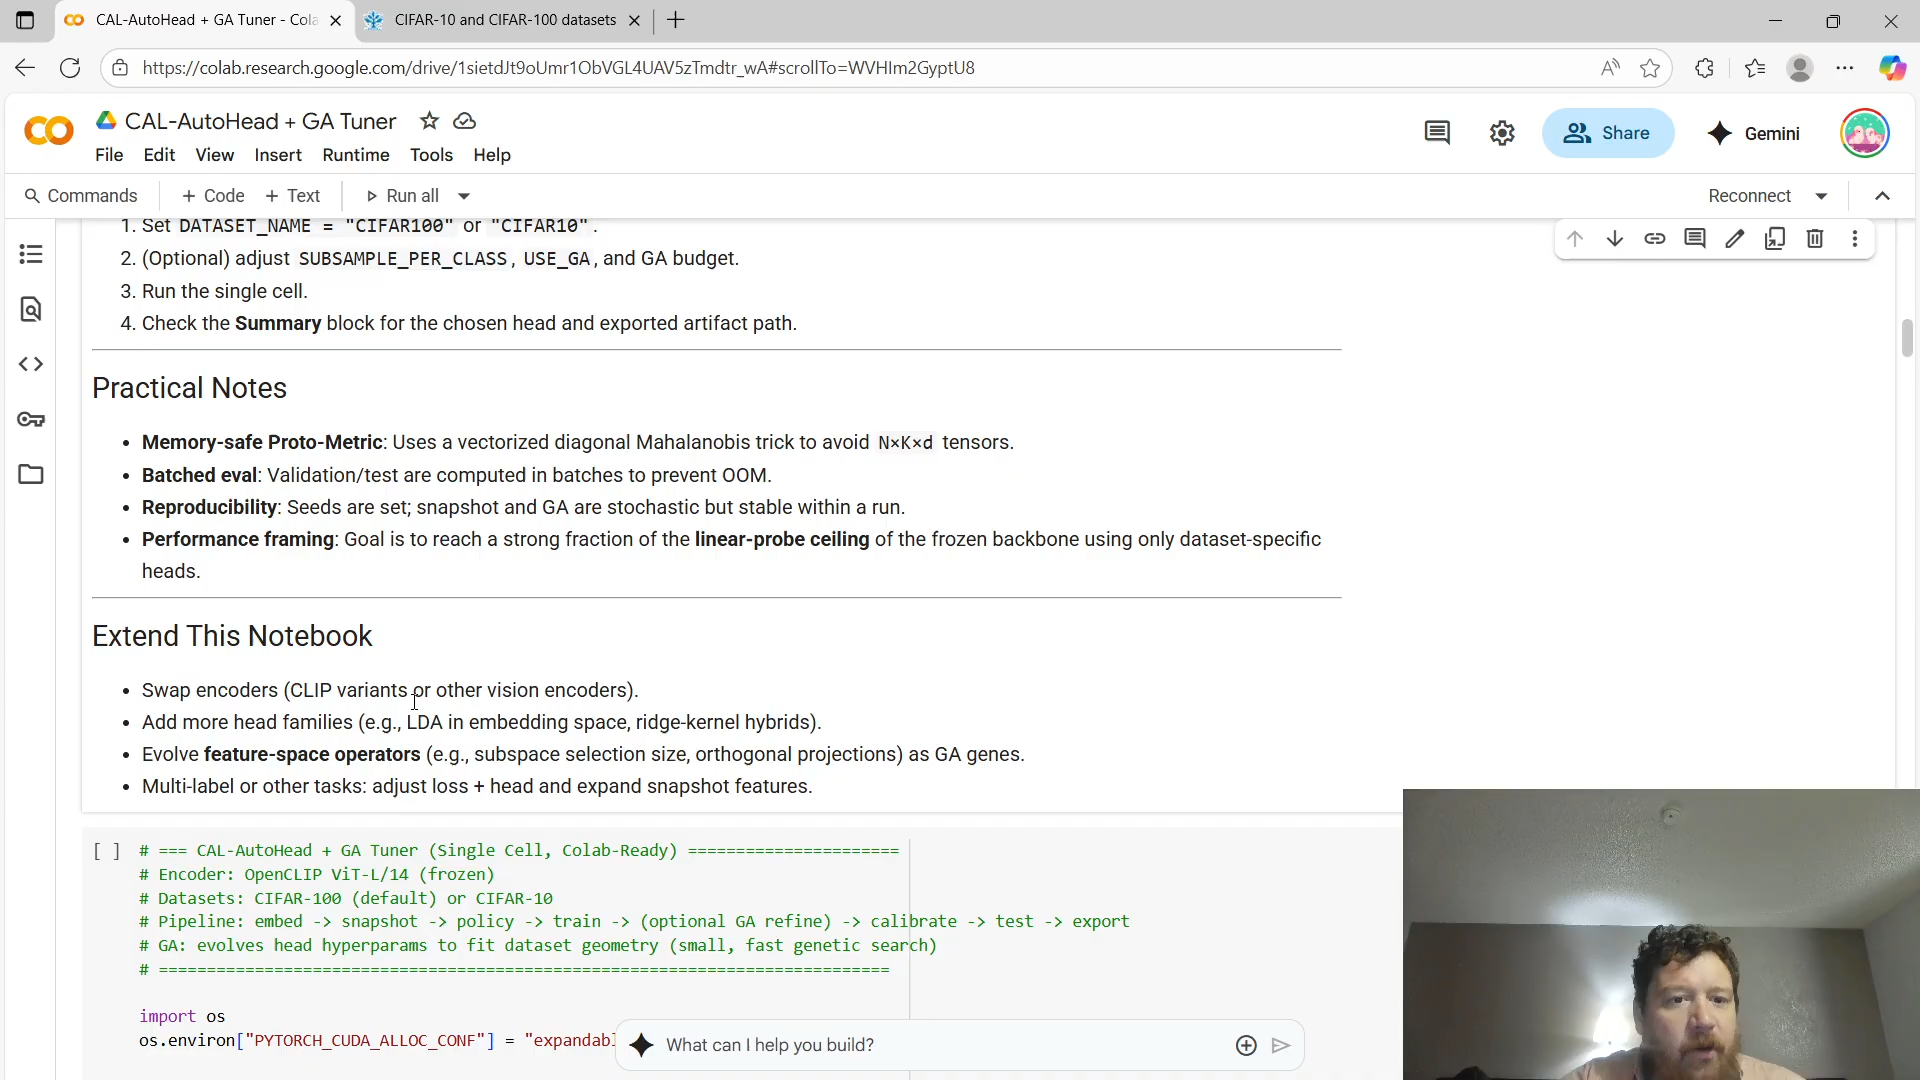 CAL-AutoHead + GA Tuner - Cola
CIFAR-10 and CIFAR-100 datasets
https://colab.research.google.com/drive/1sietdJt9oUmr1ObVGL4UAV5zTmdtr_wA#scrollTo=WVHIm2GyptU8
CAL-AutoHead + GA Tuner
File Edit View Insert Runtime Tools Help
Share
Gemini
Commands + Code + Text Run all
Reconnect
1. Set DATASET_NAME = "CIFAR100" or "CIFAR10".
2. (Optional) adjust SUBSAMPLE_PER_CLASS, USE_GA, and GA budget.
3. Run the single cell.
4. Check the Summary block for the chosen head and exported artifact path.
Practical Notes
• Memory-safe Proto-Metric: Uses a vectorized diagonal Mahalanobis trick to avoid N×K×d tensors.
• Batched eval: Validation/test are computed in batches to prevent OOM.
• Reproducibility: Seeds are set; snapshot and GA are stochastic but stable within a run.
• Performance framing: Goal is to reach a strong fraction of the linear-probe ceiling of the frozen backbone using only dataset-specific
heads.
Extend This Notebook
• Swap encoders (CLIP variants or other vision encoders).
• Add more head families (e.g., LDA in embedding space, ridge-kernel hybrids).
• Evolve feature-space operators (e.g., subspace selection size, orthogonal projections) as GA genes.
• Multi-label or other tasks: adjust loss + head and expand snapshot features.
[ ] # === CAL-AutoHead + GA Tuner (Single Cell, Colab-Ready) ======================
# Encoder: OpenCLIP ViT-L/14 (frozen)
# Datasets: CIFAR-100 (default) or CIFAR-10
# Pipeline: embed -> snapshot -> policy -> train -> (optional GA refine) -> calibrate -> test -> export
# GA: evolves head hyperparams to fit dataset geometry (small, fast genetic search)
# ============================================================================
import os
os.environ["PYTORCH_CUDA_ALLOC_CONF"] = "expandabl
What can I help you build?